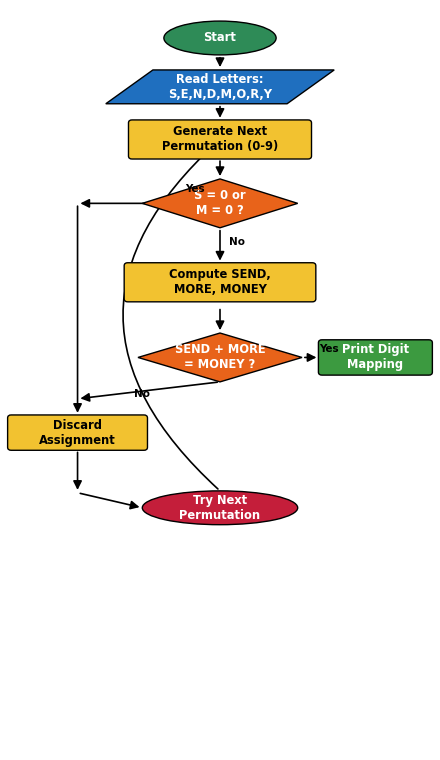 Start
Read Letters:
S,E,N,D,M,O,R,Y
Generate Next
Permutation (0-9)
Yes
S = 0 or
M = 0 ?
No
Compute SEND,
MORE, MONEY
SEND + MORE
= MONEY ?
Yes
Print Digit
Mapping
No
Discard
Assignment
Try Next
Permutation